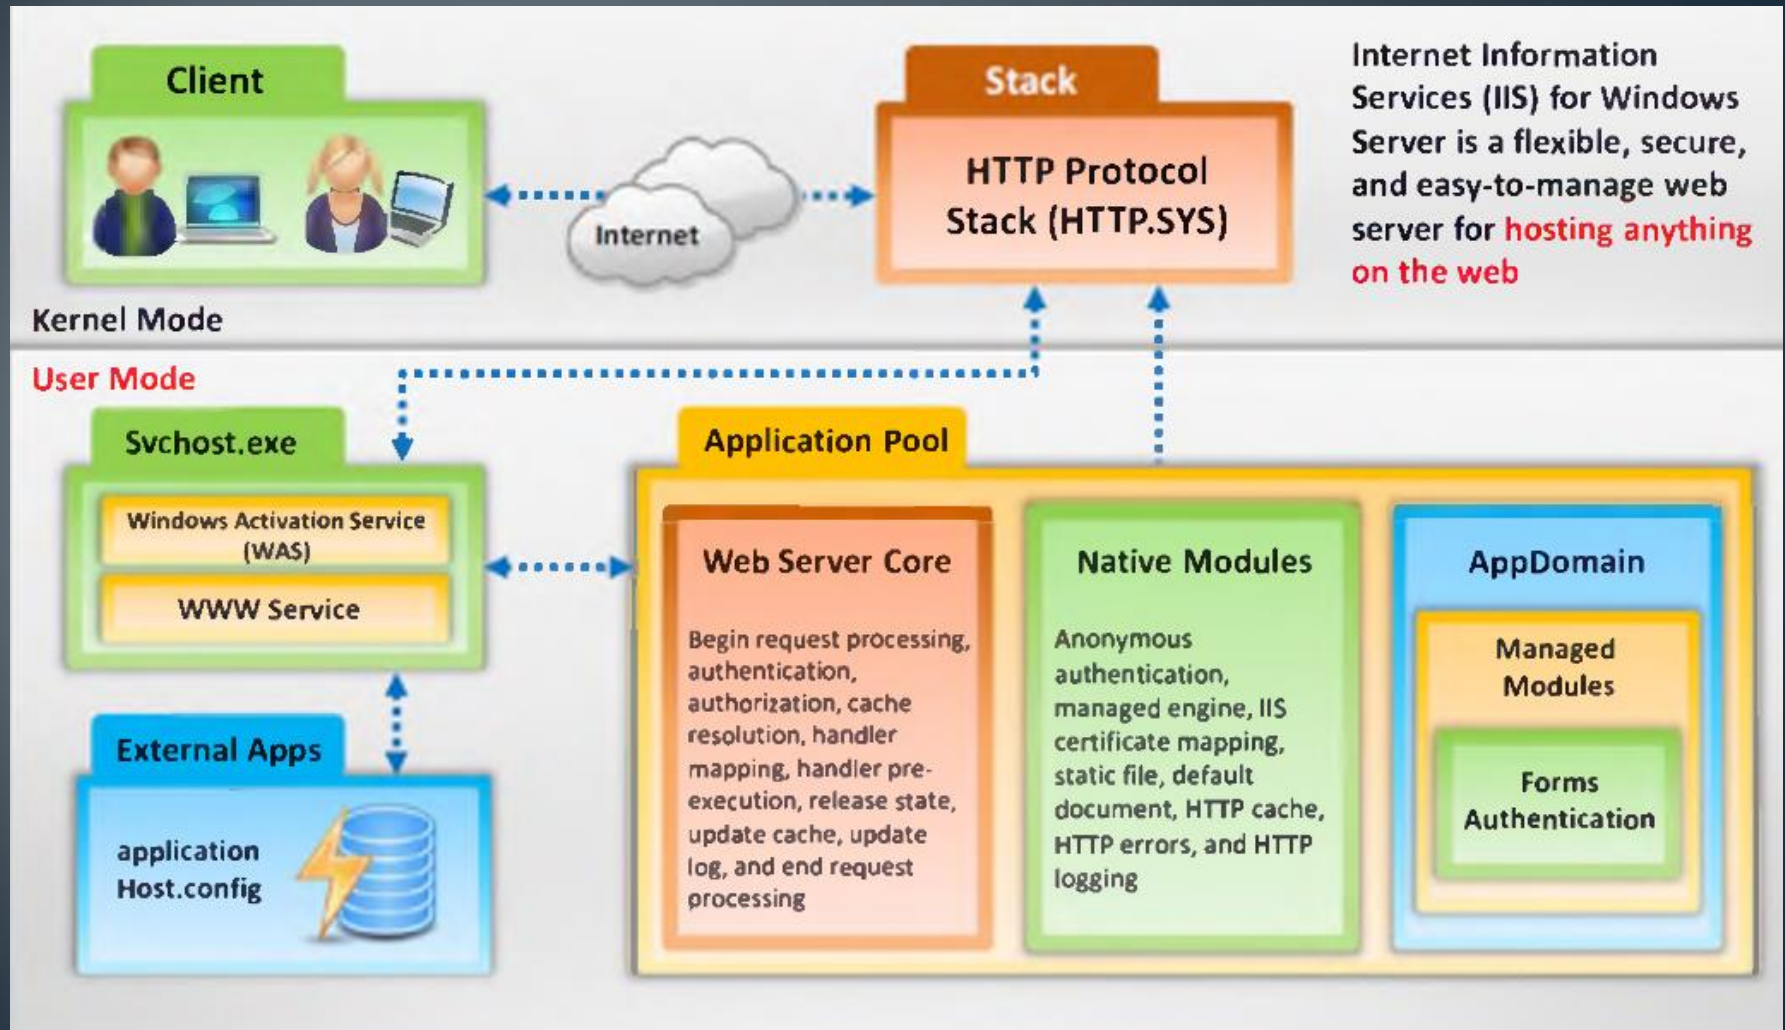 Client
Stack
Internet Information
Services (IIS) for Windows
Server is a flexible, secure,
and easy-to-manage web
server for hosting anything
on the web
HTTP Protocol
Stack (HTTP.SYS)
Internet
Kernel Mode
User Mode
Svchost.exe
Windows Activation Service
(WAS)
WWW Service
External Apps
application
Host.config
Application Pool
Web Server Core
Begin request processing,
authentication,
authorization, cache
resolution, handler
mapping, handler pre-
execution, release state,
update cache, update
log, and end request
processing
Native Modules
Anonymous
authentication,
managed engine, IIS
certificate mapping,
static file, default
document, HTTP cache,
HTTP errors, and HTTP
logging
AppDomain
Managed
Modules
Forms
Authentication